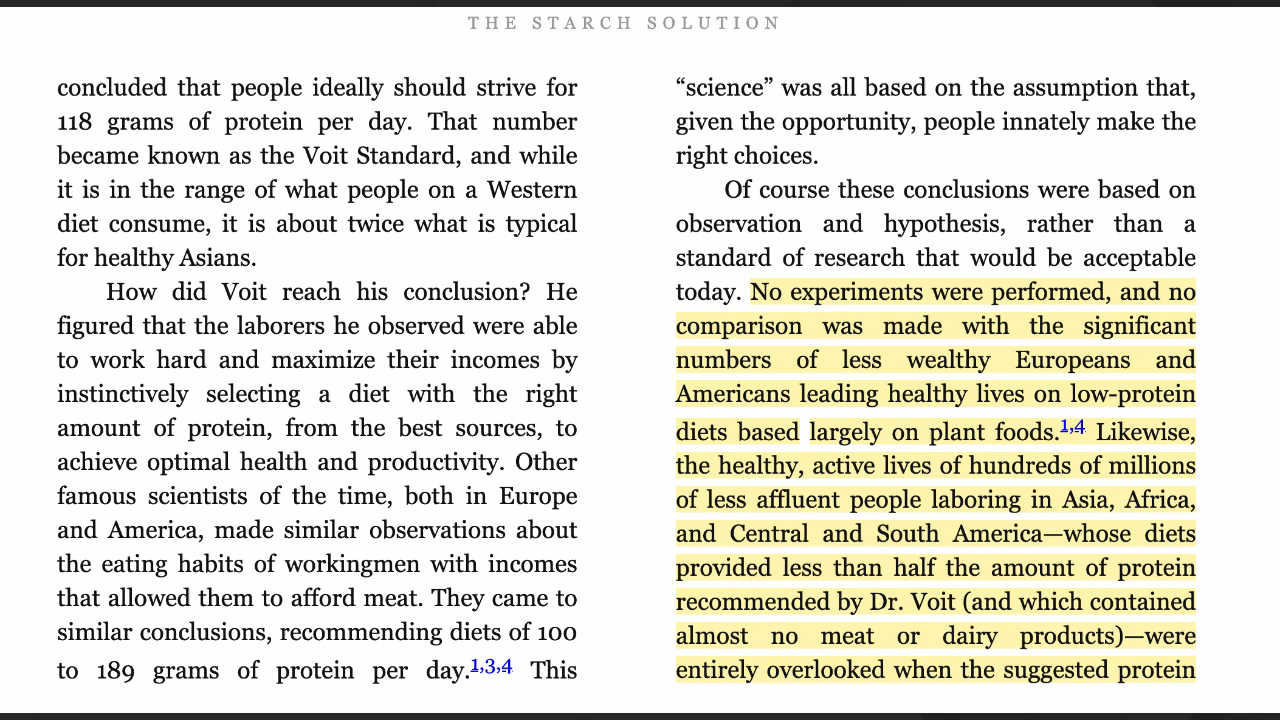 THE STARCH SOLUTION
concluded that people ideally should strive for
118 grams of protein per day. That number
became known as the Voit Standard, and while
it is in the range of what people on a Western
diet consume, it is about twice what is typical
for healthy Asians.
How did Voit reach his conclusion? He
figured that the laborers he observed were able
to work hard and maximize their incomes by
instinctively selecting a diet with the right
amount of protein, from the best sources, to
achieve optimal health and productivity. Other
famous scientists of the time, both in Europe
and America, made similar observations about
the eating habits of workingmen with incomes
that allowed them to afford meat. They came to
similar conclusions, recommending diets of 100
to 189 grams of protein per day.1,3,4 This
“science” was all based on the assumption that,
given the opportunity, people innately make the
right choices.
Of course these conclusions were based on
observation and hypothesis, rather than a
standard of research that would be acceptable
today. No experiments were performed, and no
comparison was made with the significant
numbers of less wealthy Europeans and
Americans leading healthy lives on low-protein
diets based largely on plant foods.1,4 Likewise,
the healthy, active lives of hundreds of millions
of less affluent people laboring in Asia, Africa,
and Central and South America—whose diets
provided less than half the amount of protein
recommended by Dr. Voit (and which contained
almost no meat or dairy products)—were
entirely overlooked when the suggested protein